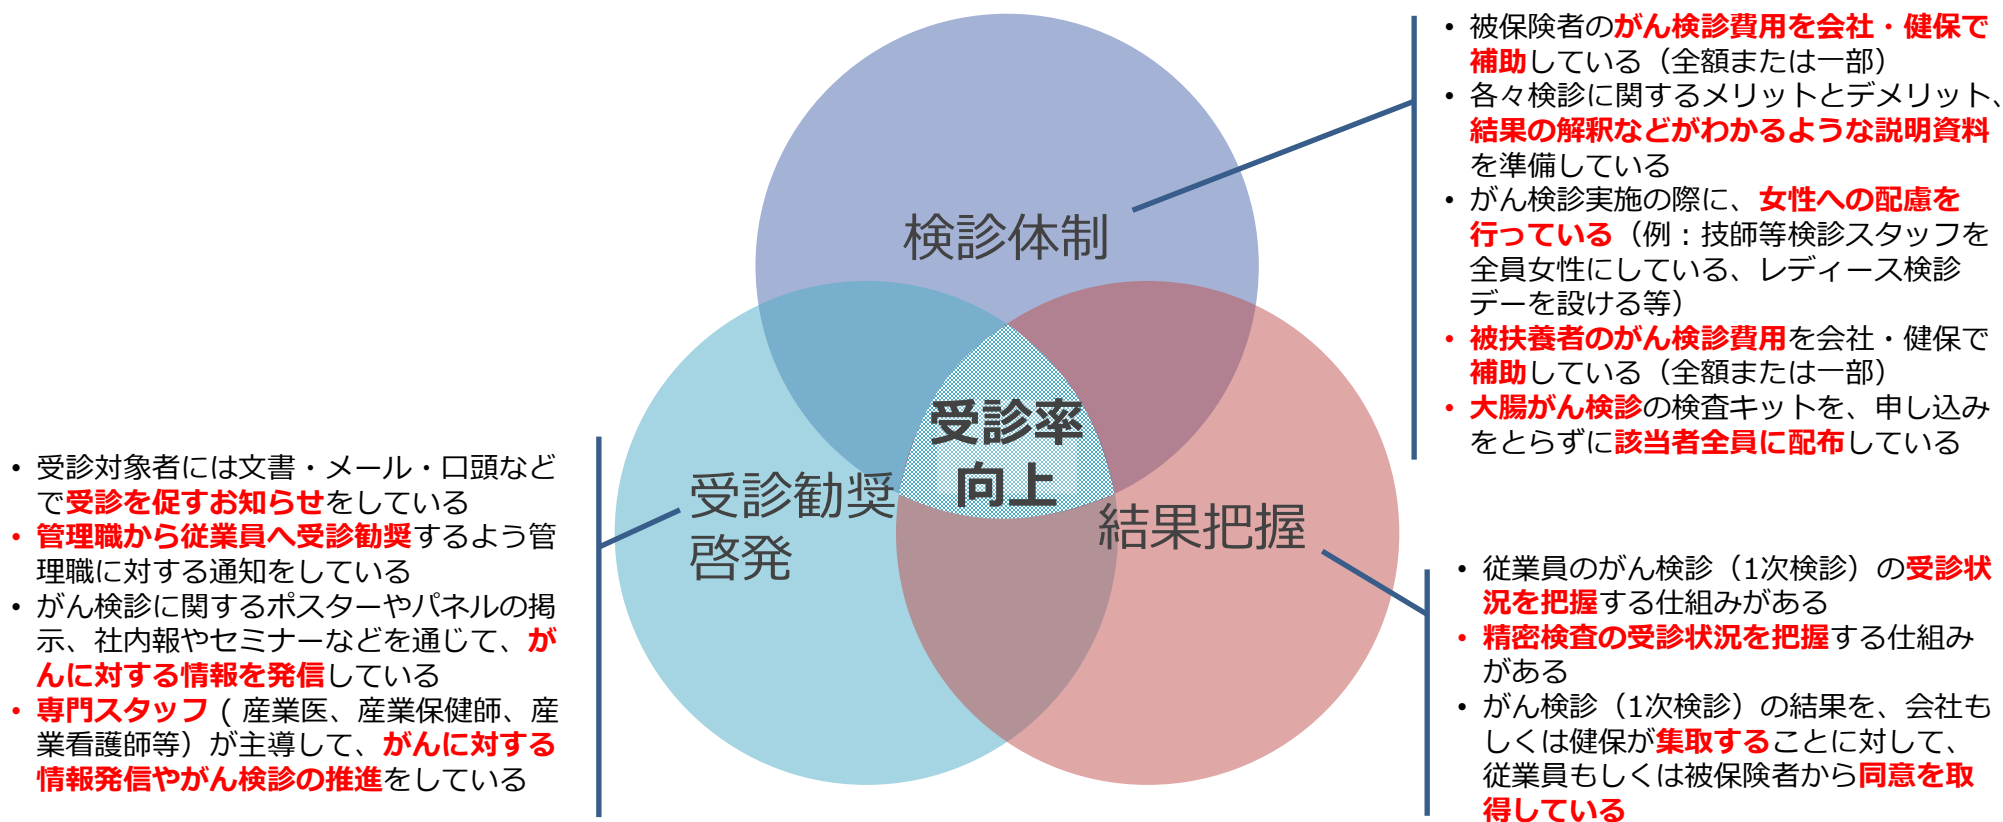 • 被保険者のがん検診費用を会社・健保で
補助している（全額または一部）
• 各々検診に関するメリットとデメリット、
結果の解釈などがわかるような説明資料
を準備している
• がん検診実施の際に、女性への配慮を
行っている（例：技師等検診スタッフを
全員女性にしている、レディース検診
デーを設ける等）
• 被扶養者のがん検診費用を会社・健保で
補助している（全額または一部）
• 大腸がん検診の検査キットを、申し込み
をとらずに該当者全員に配布している
検診体制
受診率
向上
受診勧奨
啓発
結果把握
• 受診対象者には文書・メール・口頭など
で受診を促すお知らせをしている
• 管理職から従業員へ受診勧奨するよう管
理職に対する通知をしている
• がん検診に関するポスターやパネルの掲
示、社内報やセミナーなどを通じて、が
んに対する情報を発信している
• 専門スタッフ（産業医、産業保健師、産
業看護師等）が主導して、がんに対する
情報発信やがん検診の推進をしている
• 従業員のがん検診（1次検診）の受診状
況を把握する仕組みがある
• 精密検査の受診状況を把握する仕組み
がある
• がん検診（1次検診）の結果を、会社も
しくは健保が集取することに対して、
従業員もしくは被保険者から同意を取
得している